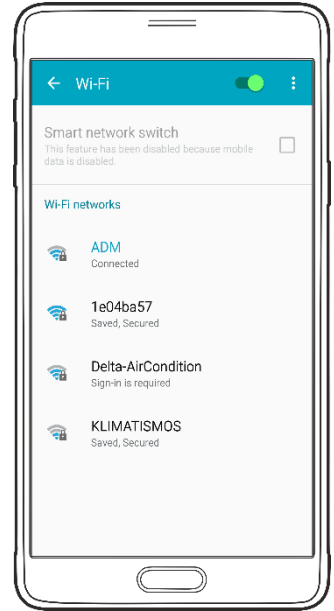 Wi-Fi
Smart network switch
This feature has been disabled because mobile
data is disabled.
Wi-Fi networks
ADM
Connected
1e04ba57
Saved, Secured
Delta-AirCondition
Sign-in is required
KLIMATISMOS
Saved, Secured